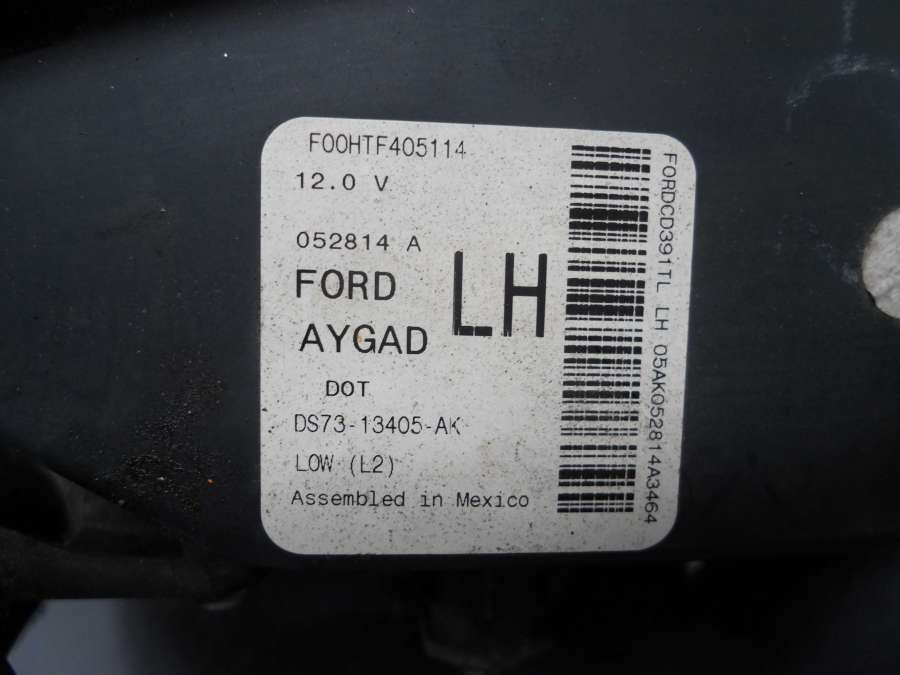 F00HTF405114
12.0 V
052814 A
FORD
LH
AYGAD
DOT
DS73-13405-AK
LOW (L2)
Assembled in Mexico
FORDCD391TL LH 05AK052814A3464